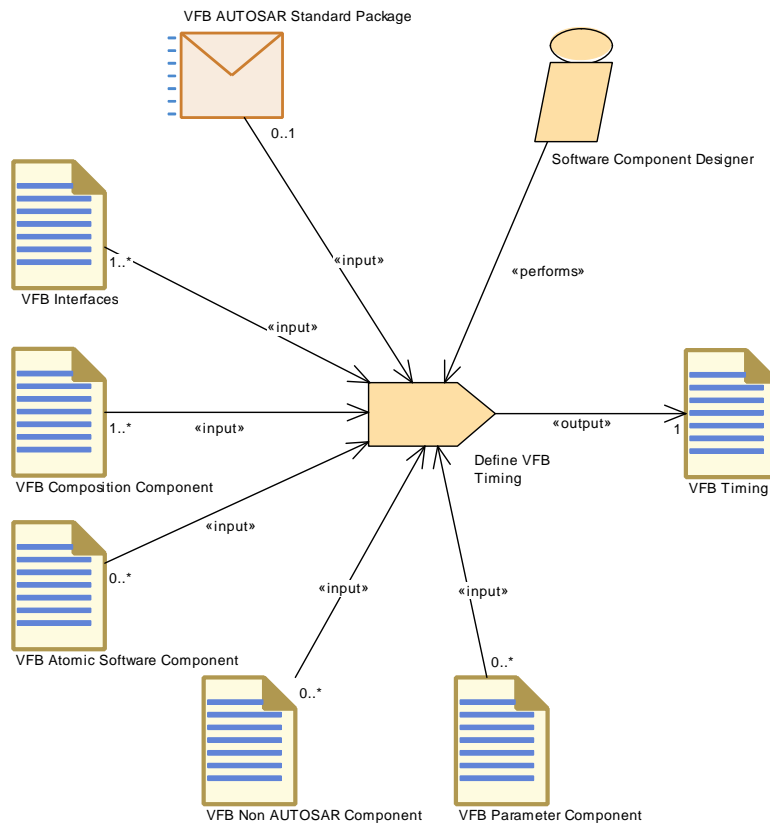 VFB AUTOSAR Standard Package
0..1
Software Component Designer
«input»
«performs»
1..*
VFB Interfaces
«input»
1..*
«input»
«output»
1
VFB Composition Component
Define VFB
Timing
VFB Timing
«input»
0..*
VFB Atomic Software Component
«input»
«input»
0..*
0..*
VFB Non AUTOSAR Component
VFB Parameter Component